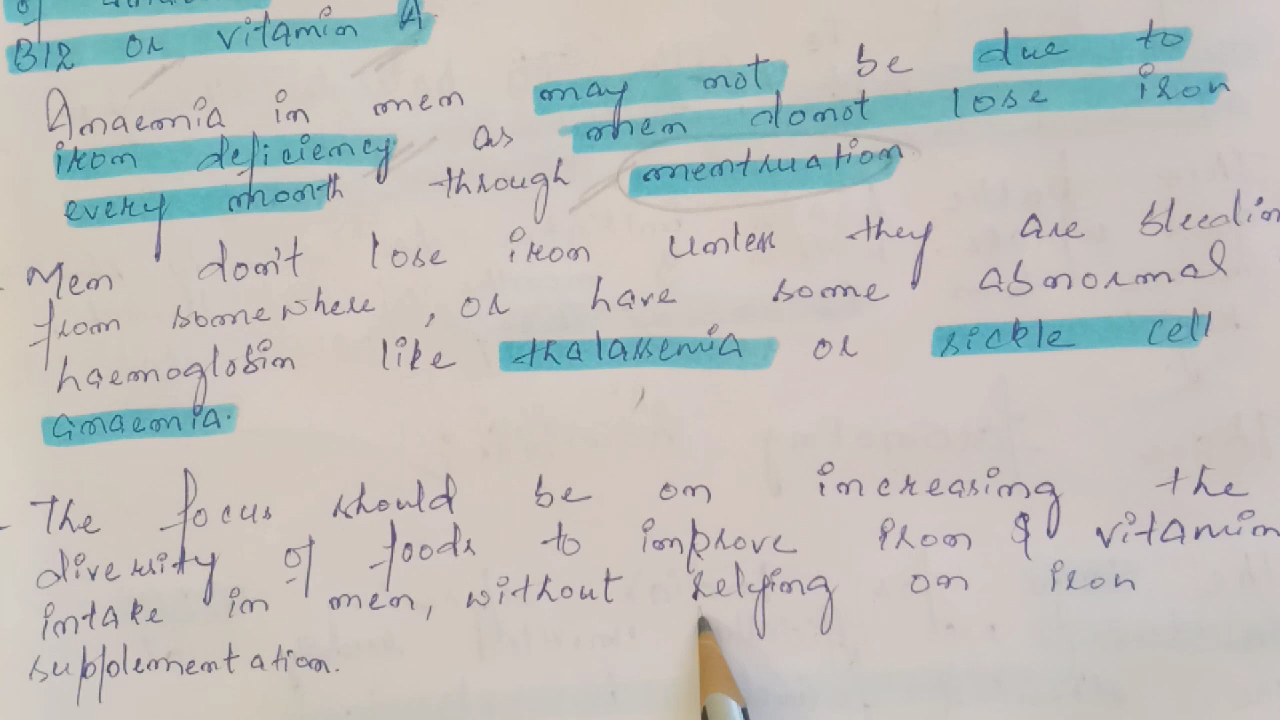 of
B12 or vitamin A
Anaemia in men may not be due to
iron deficiency as men donot lose iron
every month through menstruation
- Men don't lose iron unless they are bleedin
from somewhere, or have some abnormal
haemoglobin like thalassemia or sickle cell
anaemia.
- The focus should be on increasing the
diversity of foods to improve iron & vitamin
intake in men, without relying on iron
supplementation.